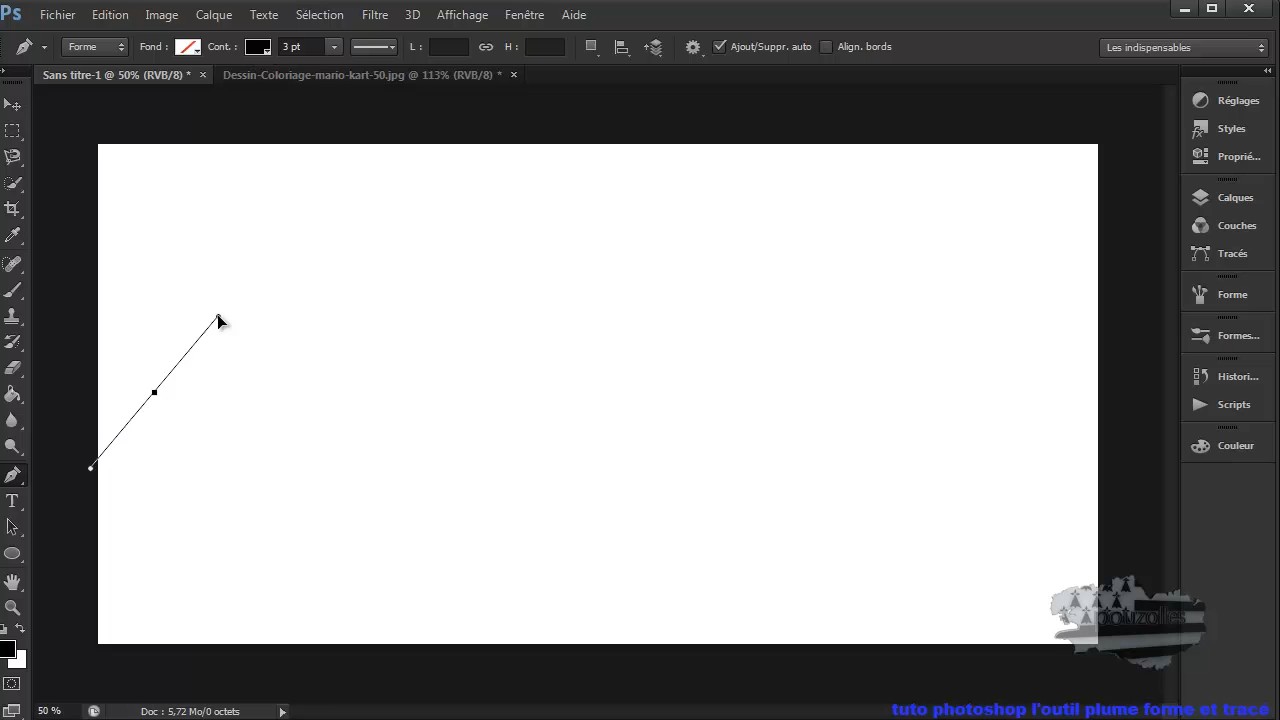 Ps Fichier Edition Image Calque Texte Sélection Filtre 3D Affichage Fenêtre Aide
Forme Fond : Cont. : 3 pt L : H : Ajout/Suppr. auto Align. bords Les indispensables
Sans titre-1 @ 50% (RVB/8) * × Dessin-Coloriage-mario-kart-50.jpg @ 113% (RVB/8) * ×
Réglages
Styles
Proprié...
Calques
Couches
Tracés
Forme
Formes...
Histori...
Scripts
Couleur
T
pouzelles
50 % Doc : 5,72 Mo/0 octets
tuto photoshop l'outil plume forme et tracé